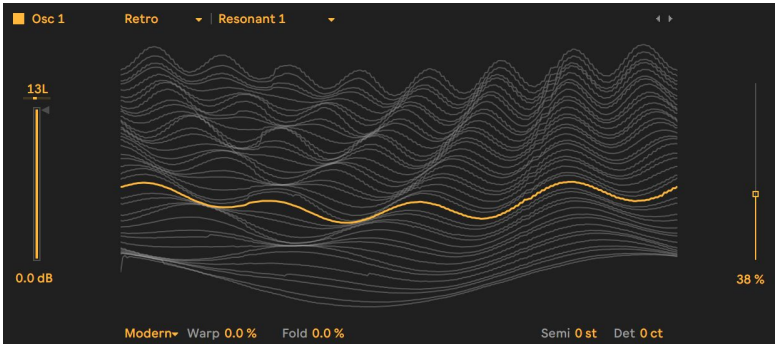 Osc 1 Retro Resonant 1
13L
0.0 dB
38 %
Modern Warp 0.0 % Fold 0.0 % Semi 0 st Det 0 ct